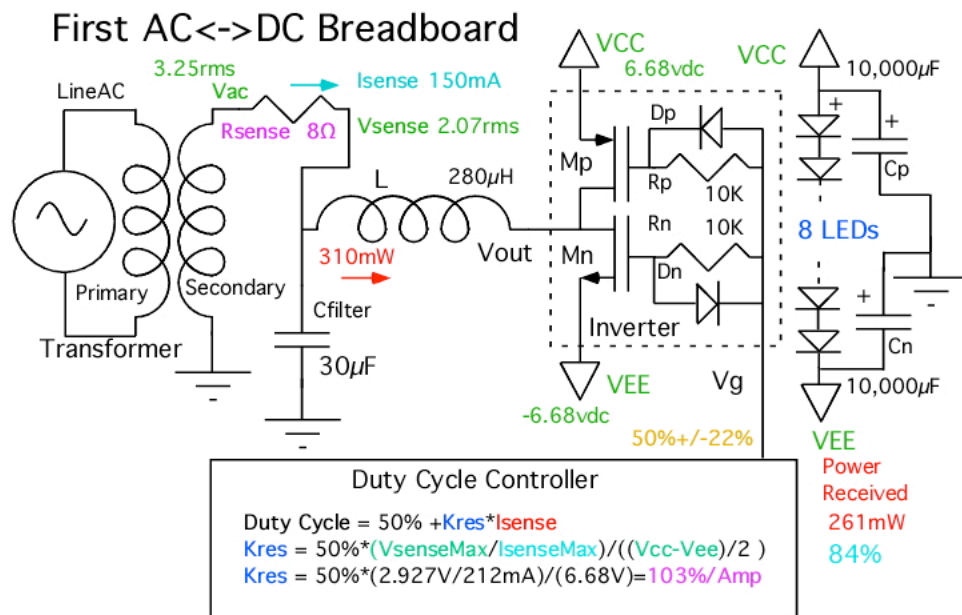 First AC<->DC Breadboard
3.25rms
Vac
Isense 150mA
LineAC
Rsense 8Ω
Vsense 2.07rms
VCC
6.68vdc
VCC
10,000µF
+
+
Dp
Mp
Cp
L
280µH
Rp
10K
Rn
10K
8 LEDs
310mW
Vout
Mn
Dn
Primary
Secondary
Cfilter
Inverter
+
Cn
Transformer
30µF
VEE
Vg
10,000µF
-6.68vdc
50%+/-22%
VEE
Power
Received
261mW
84%
Duty Cycle Controller
Duty Cycle = 50% +Kres*Isense
Kres = 50%*(VsenseMax/IsenseMax)/((Vcc-Vee)/2 )
Kres = 50%*(2.927V/212mA)/(6.68V)=103%/Amp